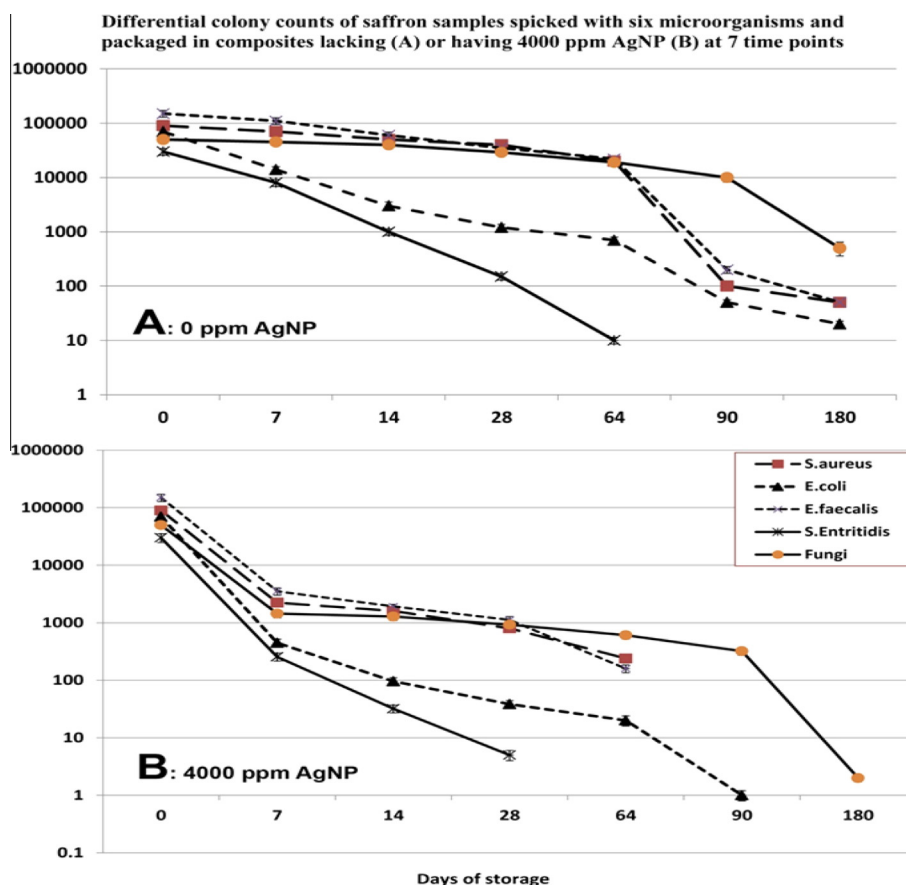 Differential colony counts of saffron samples spicked with six microorganisms and
packaged in composites lacking (A) or having 4000 ppm AgNP (B) at 7 time points
1000000
100000
10000
1000
100
10
1
A: 0 ppm AgNP
0 7 14 28 64 90 180
1000000
100000
10000
1000
100
10
1
0.1
S.aureus
E.coli
E.faecalis
S.Entritidis
Fungi
B: 4000 ppm AgNP
0 7 14 28 64 90 180
Days of storage